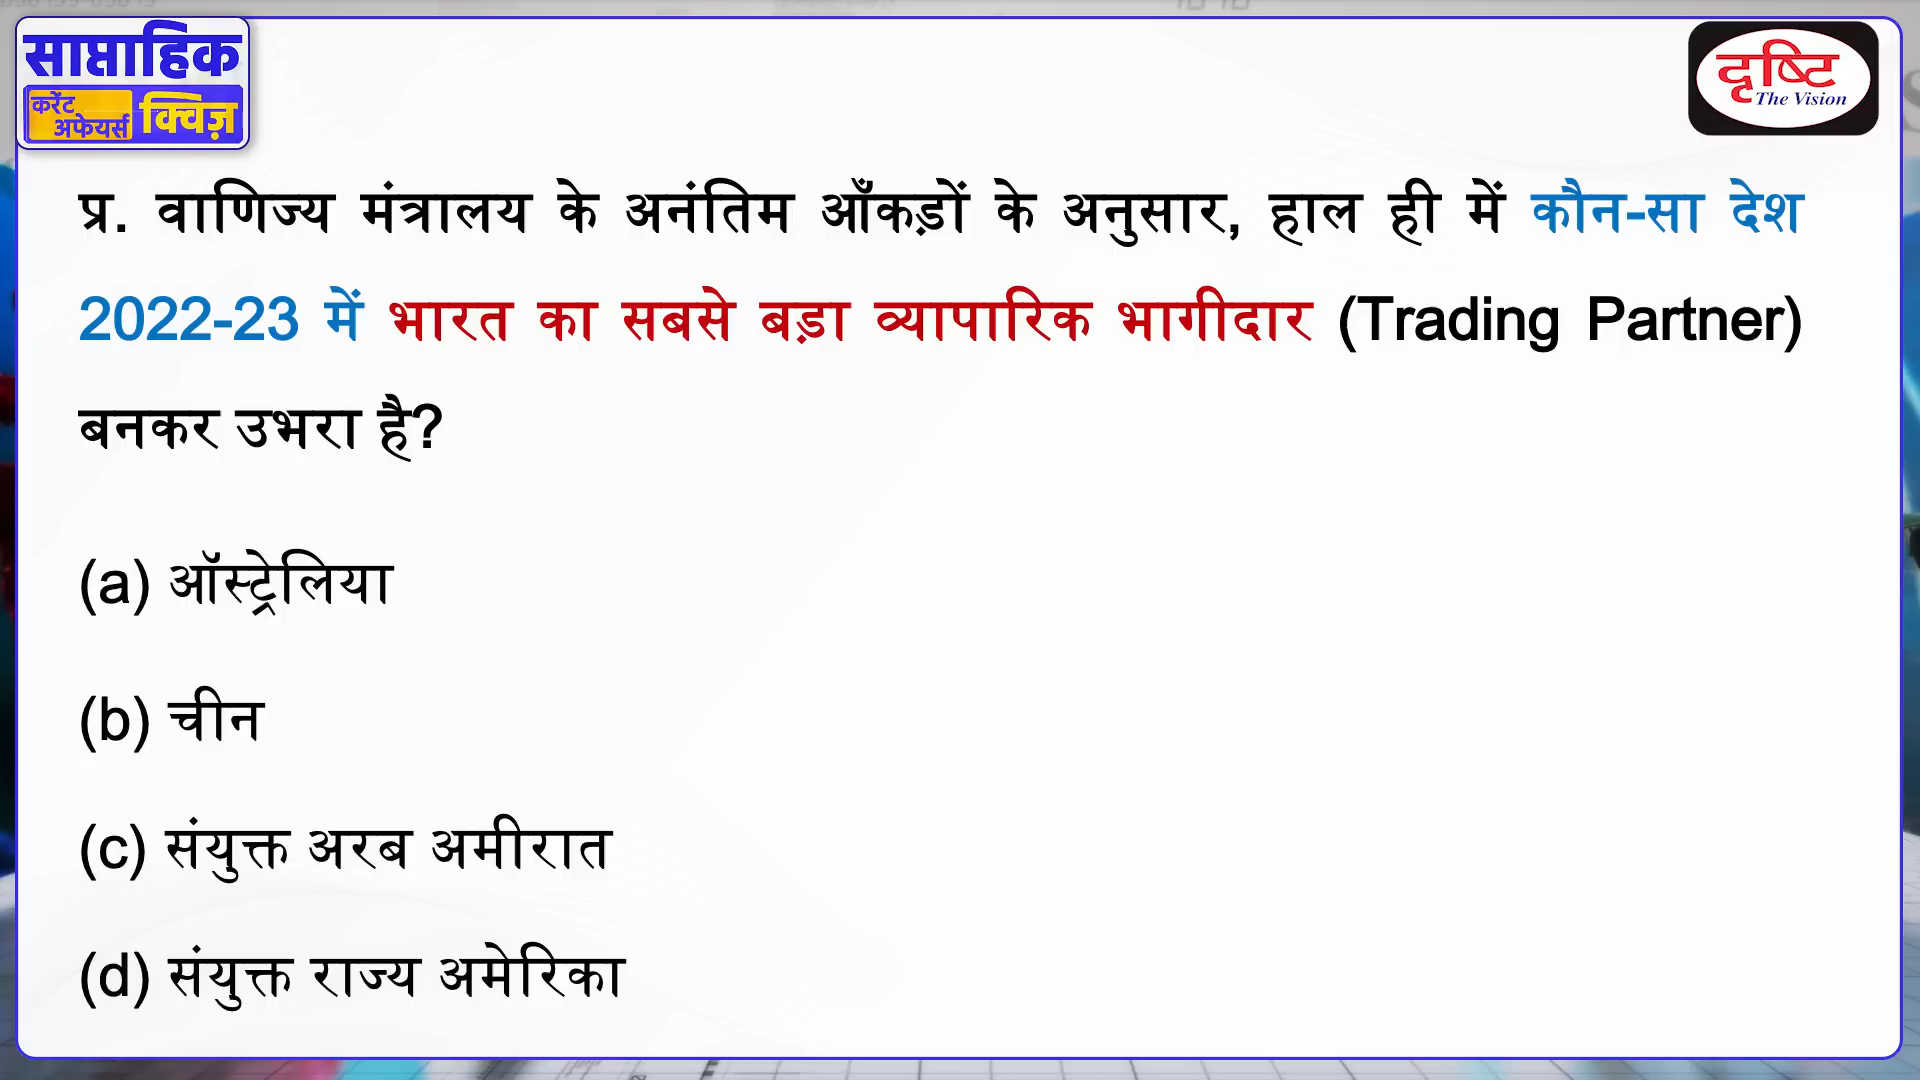 साप्ताहिक
करेंट
अफेयर्स क्विज़
दृष्टि
The Vision
प्र. वाणिज्य मंत्रालय के अनंतिम आँकड़ों के अनुसार, हाल ही में कौन-सा देश
2022-23 में भारत का सबसे बड़ा व्यापारिक भागीदार (Trading Partner)
बनकर उभरा है?
(a) ऑस्ट्रेलिया
(b) चीन
(c) संयुक्त अरब अमीरात
(d) संयुक्त राज्य अमेरिका